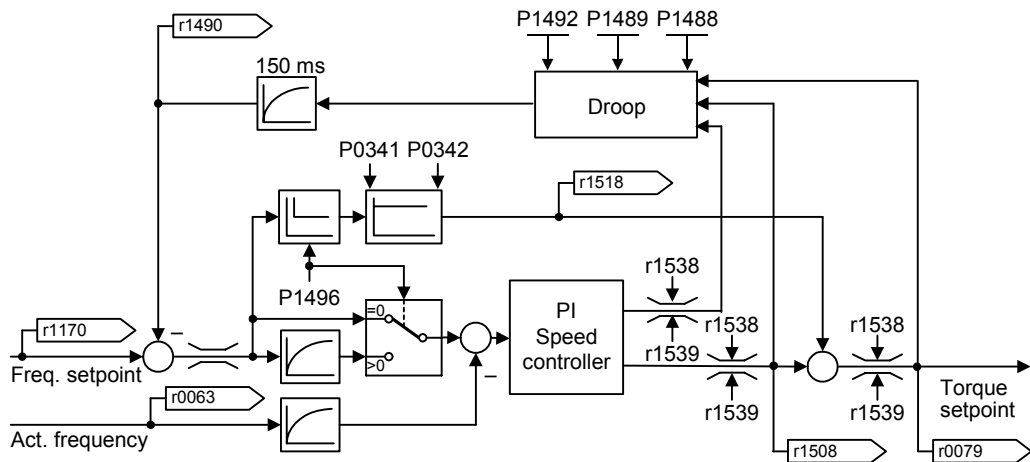 r1490
P1492 P1489 P1488
150 ms
Droop
P0341 P0342
r1518
P1496
r1538
PI
Speed
controller
r1539
r1538
r1539
r1538
r1539
=0
>0
r1170
–
Freq. setpoint
r0063
–
Act. frequency
Torque
setpoint
r1508
r0079